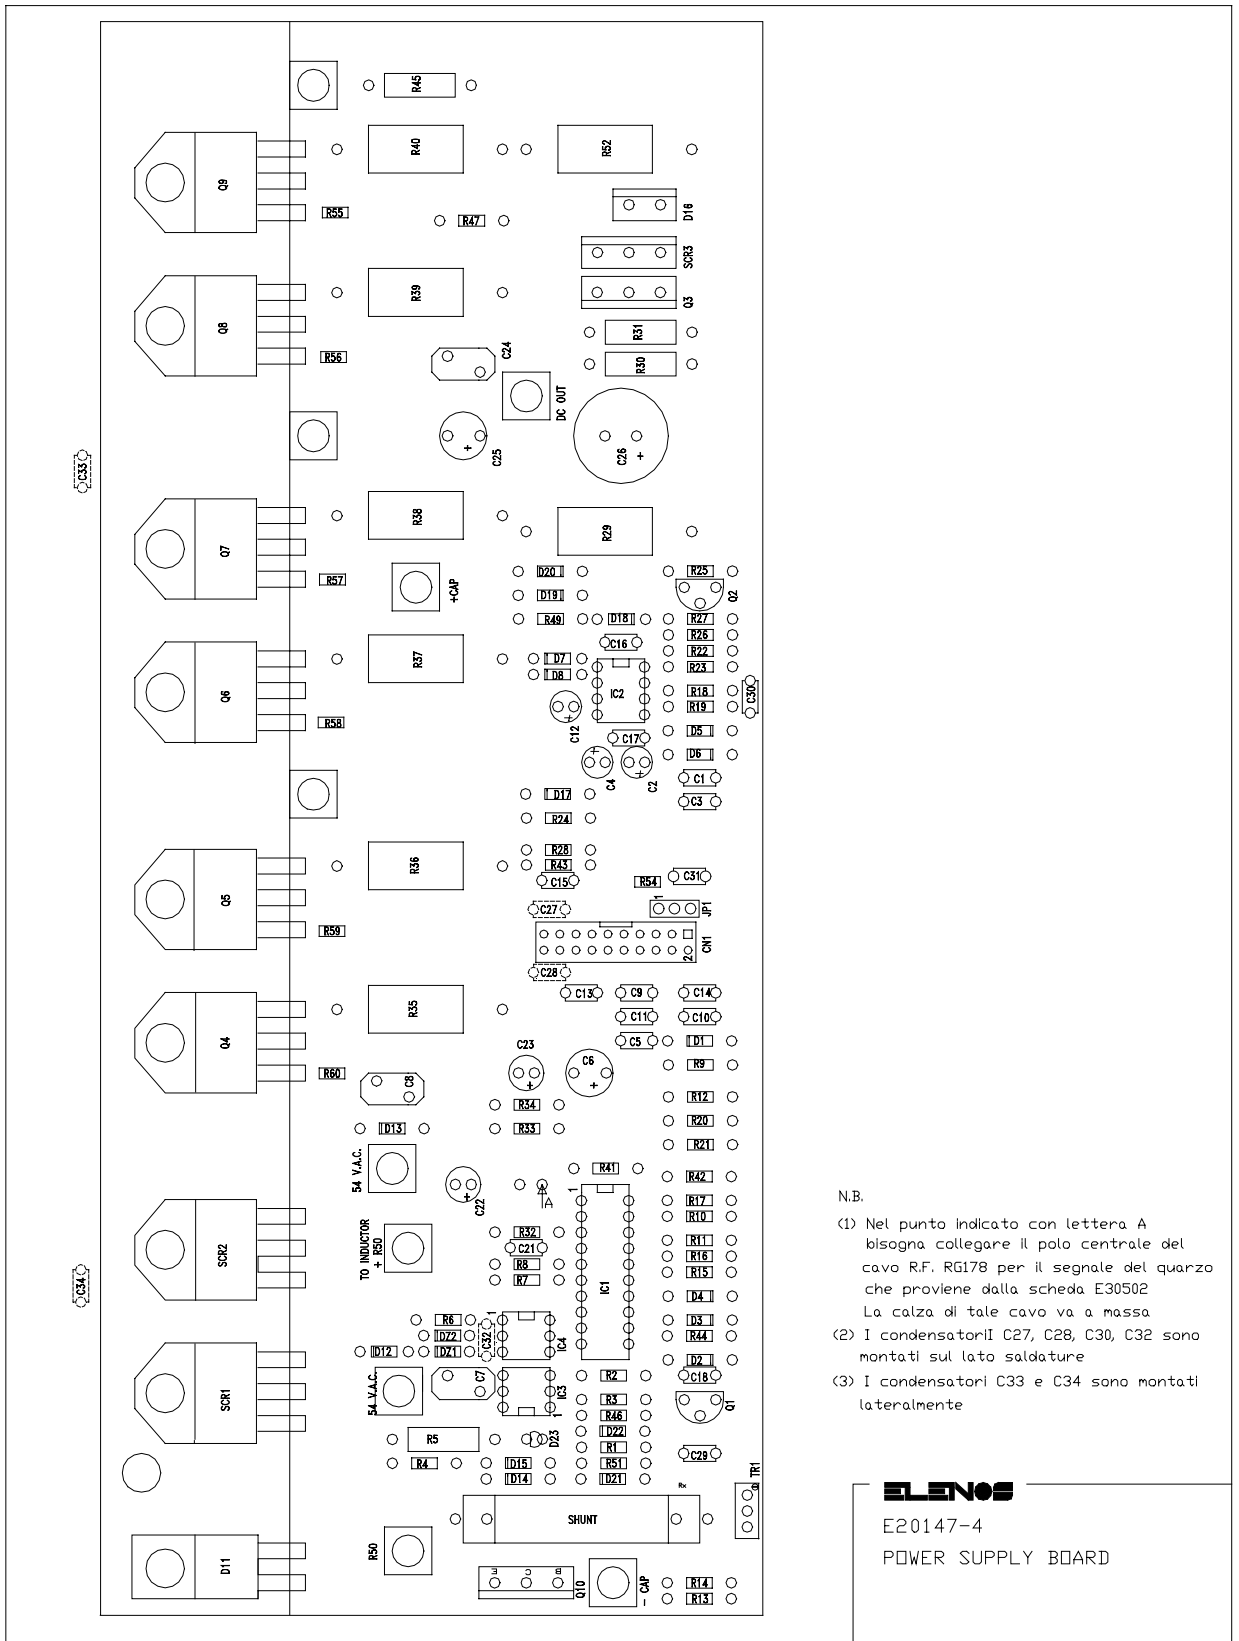 R45
R40
R52
Q9
R55
D16
R47
SCR3
R39
Q3
Q8
R31
R56
C24
R30
DC OUT
C25
C26
+
+
C33
R38
R29
Q7
R57
+CAP
D20
R25
D19
Q2
R49
D18
R27
C16
R26
R22
R37
D7
R23
D8
Q6
IC2
R18
C30
R19
R58
C12
+
D5
C17
D6
+
+
C4
C2
C1
D17
C3
R24
R36
R28
R43
C31
C15
R54
Q5
C27
1
JP1
R59
CN1
2
C28
C13
C9
C14
R35
C11
C10
Q4
C5
D1
C23
C6
R9
R60
C8
+
+
R34
R12
D13
R33
R20
R21
54 V.A.C.
R41
R42
C22
+
A
1
R17
R10
SCR2
TO INDUCTOR
+ R50
R32
R11
C21
R16
R8
R15
C34
R7
IC1
D4
R6
1
D3
DZ2
C32
IC4
R44
D12
DZ1
D2
54 V.A.C.
C7
IC3
R2
C18
SCR1
R3
Q1
1
R46
D22
R5
D23
R1
C29
R4
D15
R51
TR1
D14
D21
Rx
SHUNT
D11
R50
E
C
B
Q10
- CAP
R14
R13
N.B.
(1) Nel punto indicato con lettera A
bisogna collegare il polo centrale del
cavo R.F. RG178 per il segnale del quarzo
che proviene dalla scheda E30502
La calza di tale cavo va a massa
(2) I condensatoriI C27, C28, C30, C32 sono
montati sul lato saldature
(3) I condensatori C33 e C34 sono montati
lateralmente
ELENOS
E20147-4
POWER SUPPLY BOARD